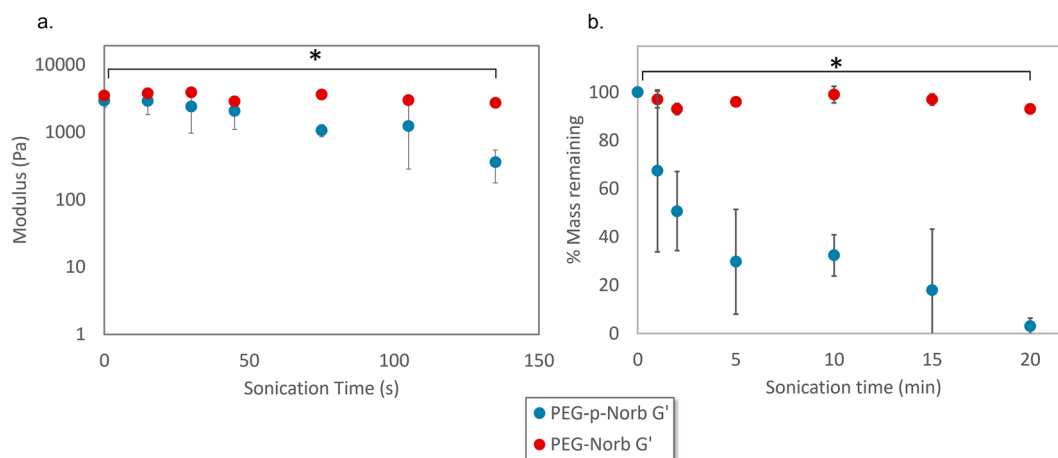 a.
*
10000
1000
100
10
1
Modulus (Pa)
0
50
100
150
Sonication Time (s)
b.
*
100
80
60
40
20
0
% Mass remaining
0
5
10
15
20
Sonication time (min)
PEG-p-Norb G'
PEG-Norb G'